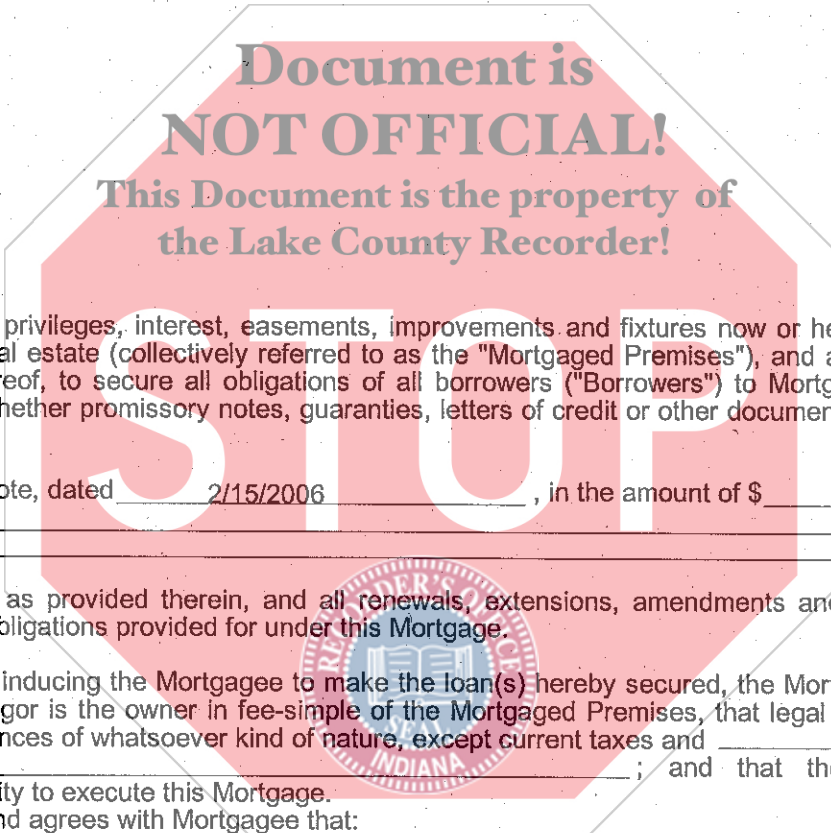 Document is
NOT OFFICIAL!
This Document is the property of
the Lake County Recorder!
STOP
privileges, interest, easements, improvements and fixtures now or he
al estate (collectively referred to as the "Mortgaged Premises"), and a
reof, to secure all obligations of all borrowers ("Borrowers") to Mortg
hether promissory notes, guaranties, letters of credit or other documen
ote, dated 2/15/2006 , in the amount of $
as provided therein, and all renewals, extensions, amendments and
bligations provided for under this Mortgage.
inducing the Mortgagee to make the loan(s) hereby secured, the Mor
gor is the owner in fee-simple of the Mortgaged Premises, that legal
nces of whatsoever kind of nature, except current taxes and
; and that the
ity to execute this Mortgage.
nd agrees with Mortgagee that:
RECORDER'S OFFICE
SEAL
INDIANA